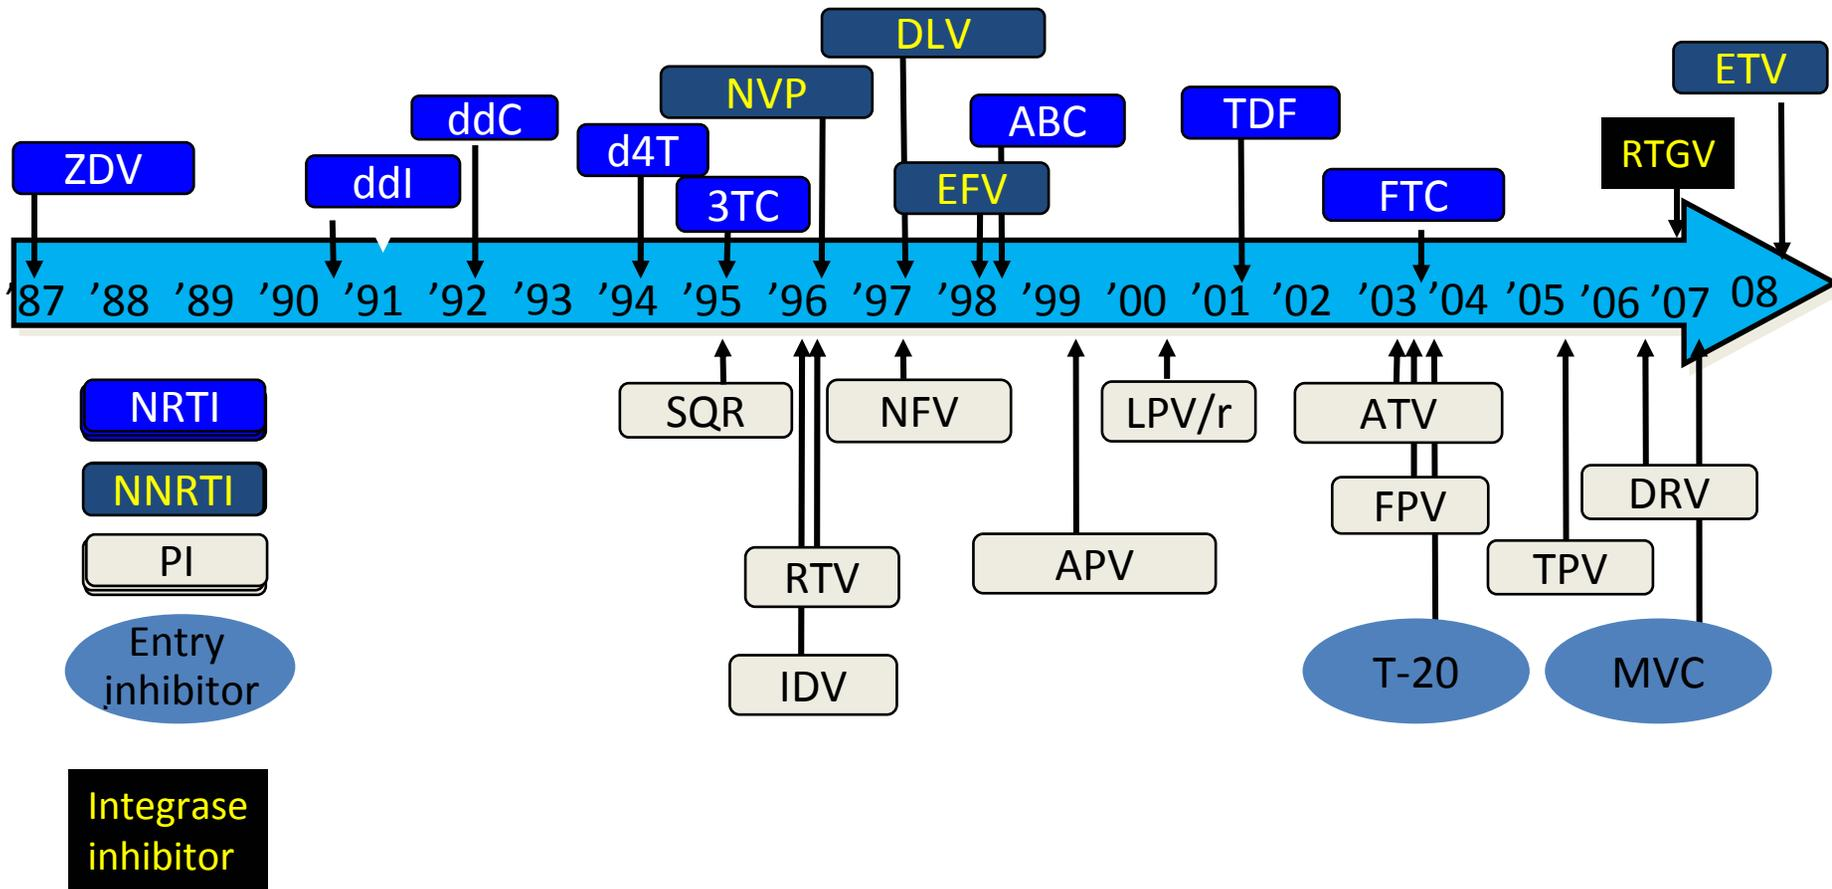 DLV
ETV
NVP
ddC
ABC
TDF
d4T
RTGV
ZDV
ddI
EFV
3TC
FTC
’87 ’88 ’89 ’90 ’91 ’92 ’93 ’94 ’95 ’96 ’97 ’98 ’99 ’00 ’01 ’02 ’03 ’04 ’05 ’06 ’07 08
NRTI
SQR
NFV
LPV/r
ATV
NNRTI
FPV
DRV
PI
RTV
APV
TPV
Entry
inhibitor
IDV
T-20
MVC
Integrase
inhibitor